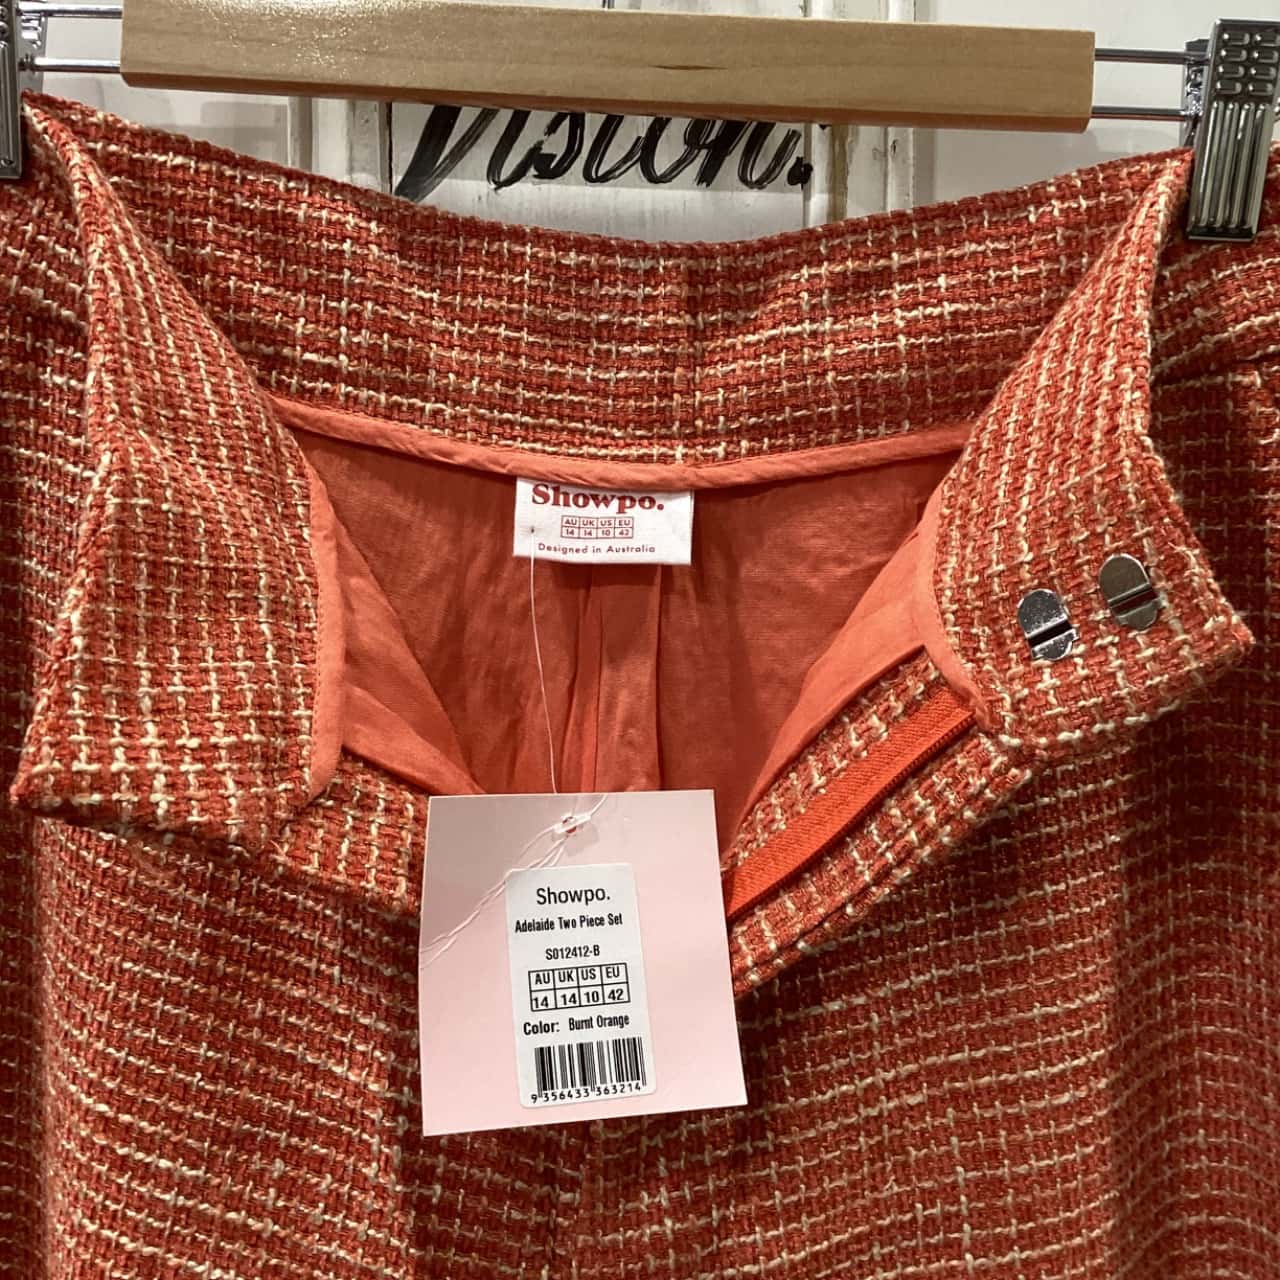 Vision.
Showpo.
AU UK US EU
14 14 10 42
Designed in Australia
Showpo.
Adelaide Two Piece Set
S012412-B
AU UK US EU
14 14 10 42
Color: Burnt Orange
9 356433 363214